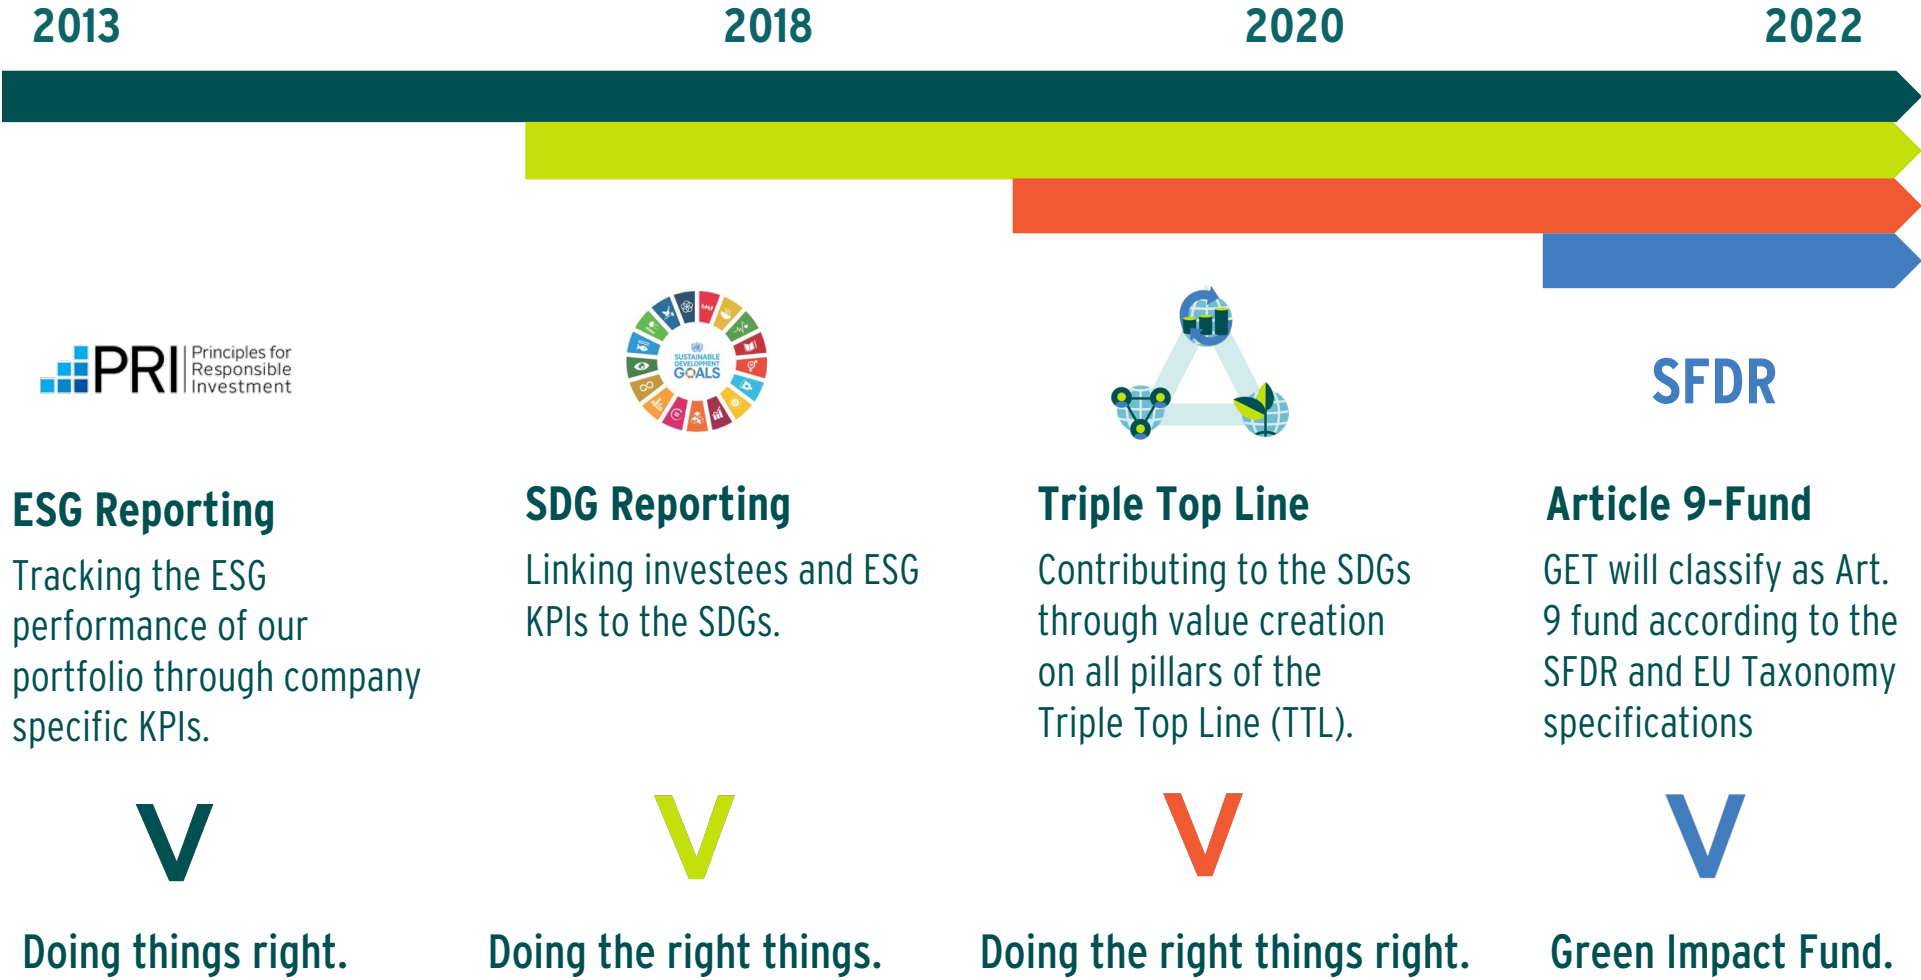 2013
2018
2020
2022
PRI
Principles for
Responsible
Investment
SUSTAINABLE
DEVELOPMENT
GOALS
SFDR
ESG Reporting
Tracking the ESG
performance of our
portfolio through company
specific KPIs.
SDG Reporting
Linking investees and ESG
KPIs to the SDGs.
Triple Top Line
Contributing to the SDGs
through value creation
on all pillars of the
Triple Top Line (TTL).
Article 9-Fund
GET will classify as Art.
9 fund according to the
SFDR and EU Taxonomy
specifications
Doing things right.
Doing the right things.
Doing the right things right.
Green Impact Fund.